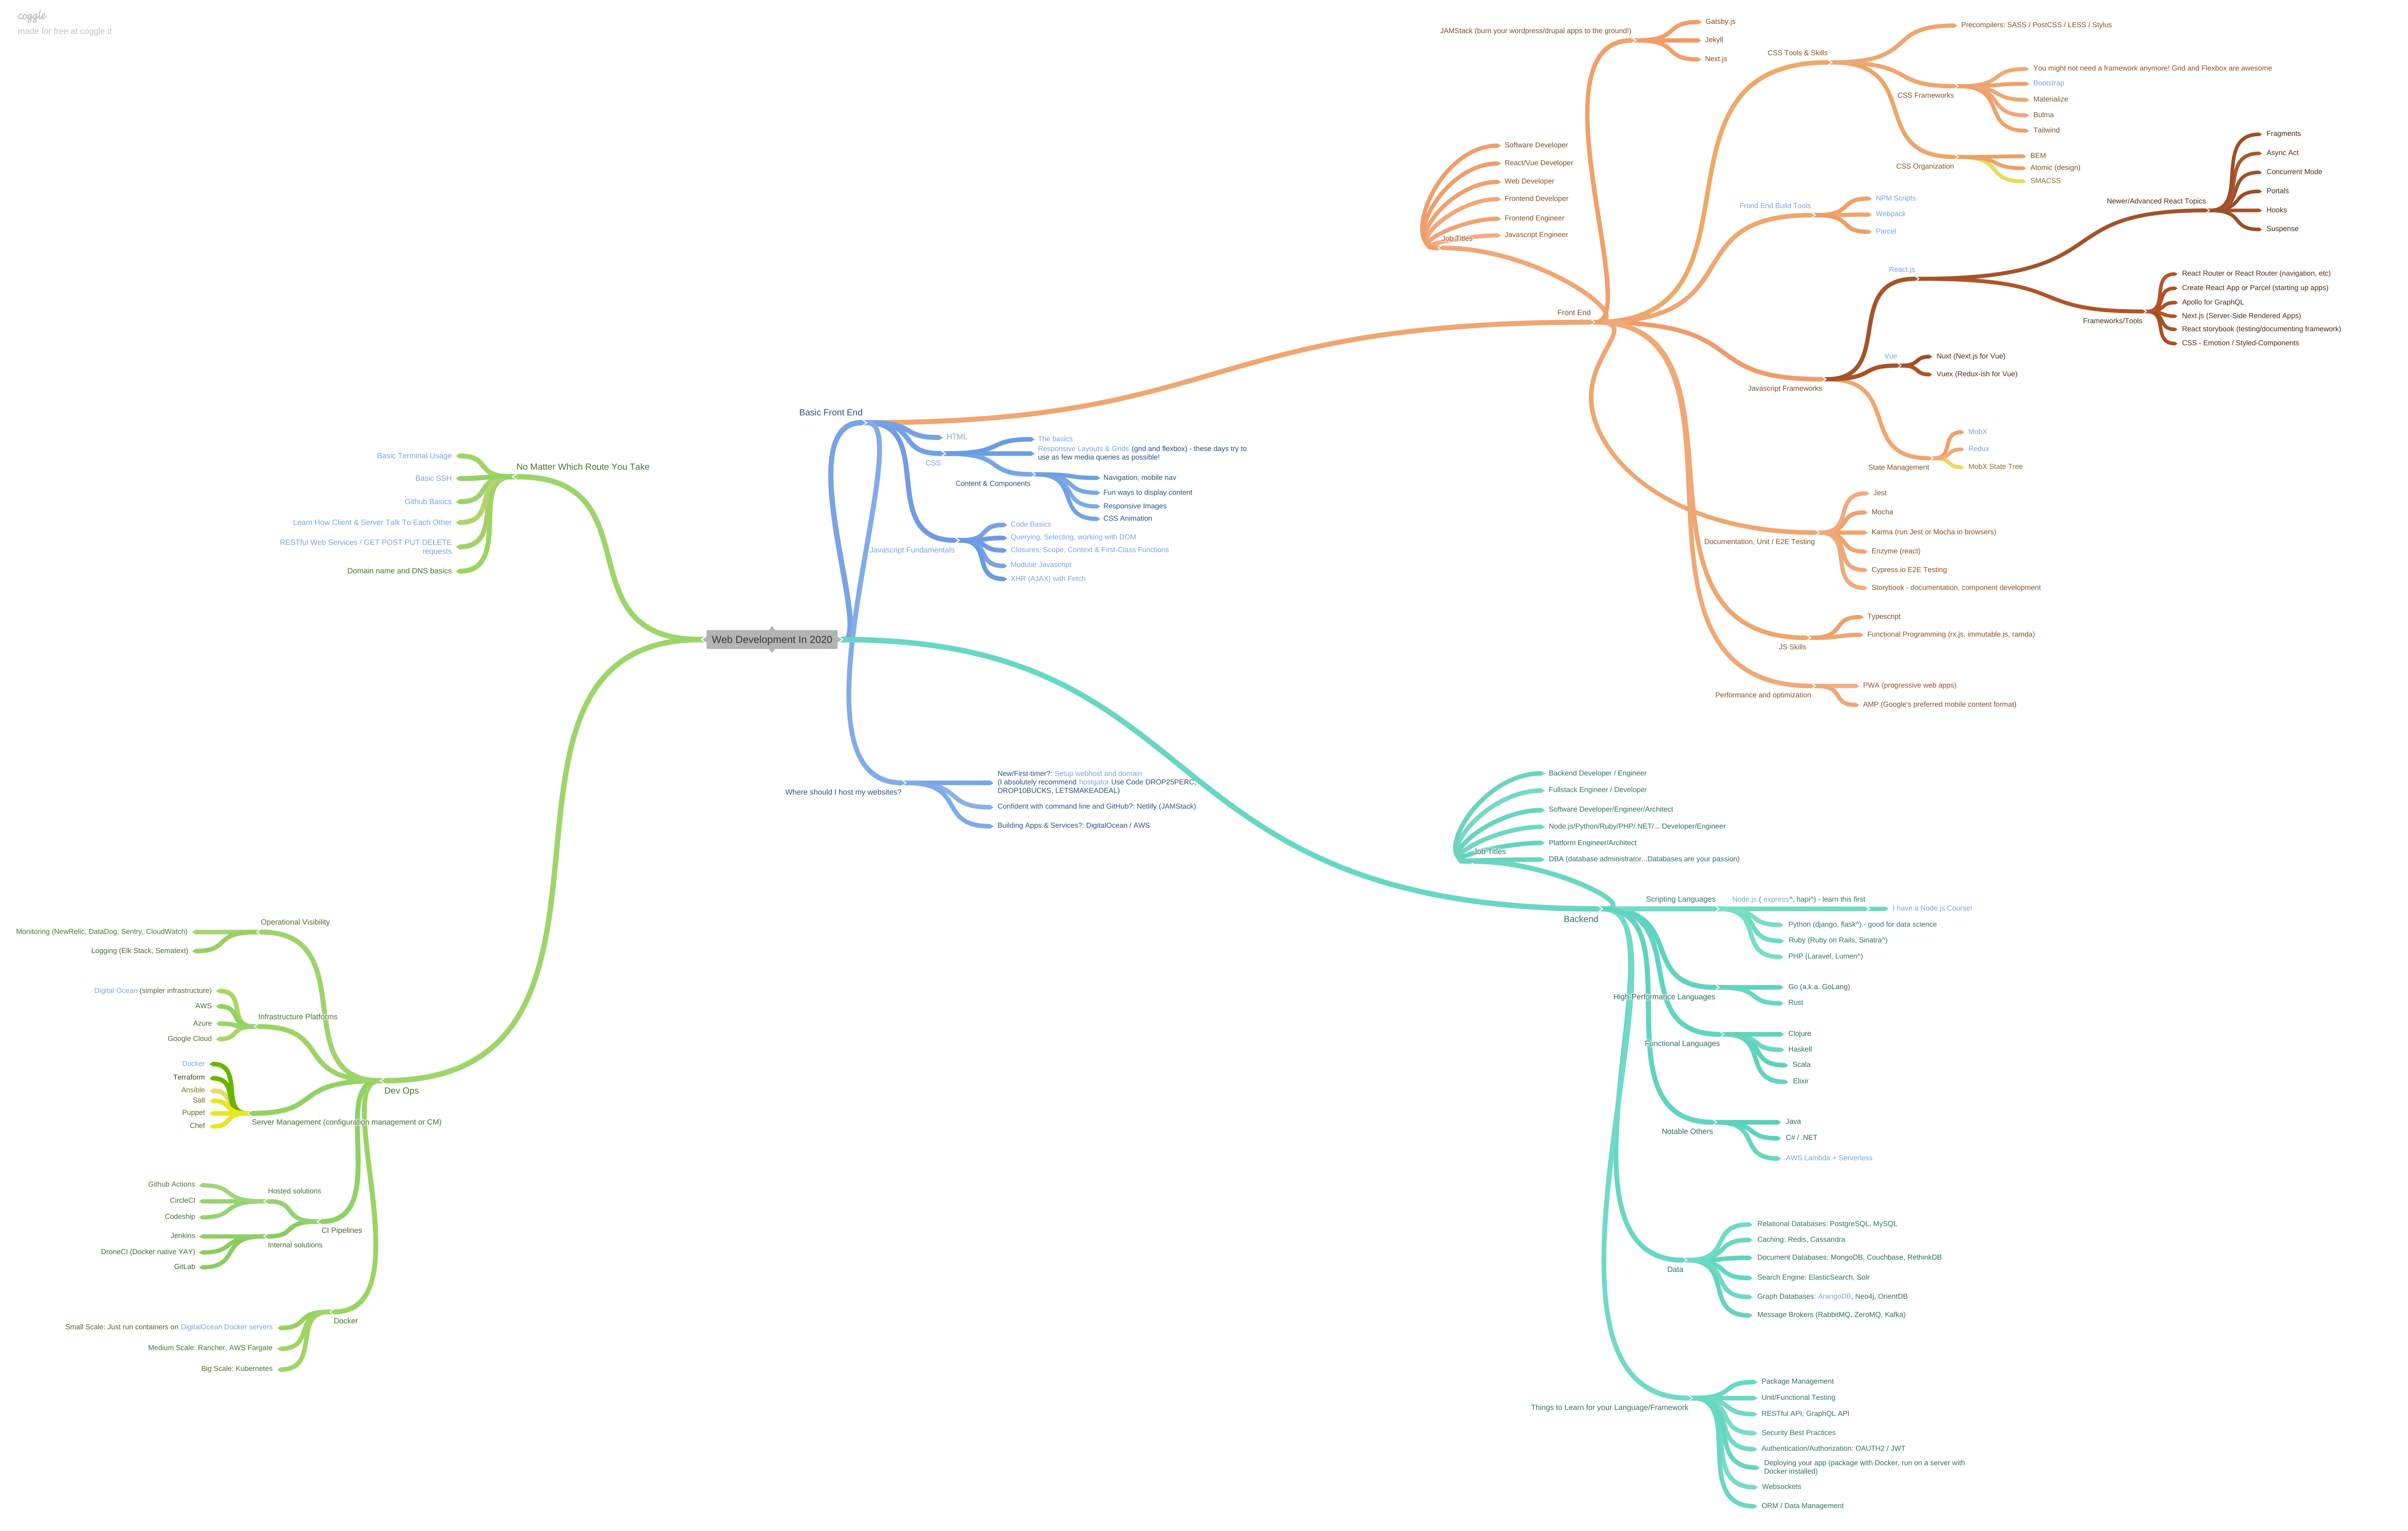 coggle
made for free at coggle.it
Web Development In 2020
No Matter Which Route You Take
Basic Terminal Usage
Basic SSH
Github Basics
Learn How Client & Server Talk To Each Other
RESTful Web Services / GET POST PUT DELETE
requests
Domain name and DNS basics
Dev Ops
Operational Visibility
Monitoring (NewRelic, DataDog, Sentry, CloudWatch)
Logging (Elk Stack, Sematext)
Infrastructure Platforms
Digital Ocean (simpler infrastructure)
AWS
Azure
Google Cloud
Server Management (configuration management or CM)
Docker
Terraform
Ansible
Salt
Puppet
Chef
CI Pipelines
Hosted solutions
Github Actions
CircleCI
Codeship
Internal solutions
Jenkins
DroneCI (Docker native YAY)
GitLab
Docker
Small Scale: Just run containers on DigitalOcean Docker servers
Medium Scale: Rancher, AWS Fargate
Big Scale: Kubernetes
Basic Front End
HTML
CSS
The basics
Responsive Layouts & Grids (grid and flexbox) - these days try to
use as few media queries as possible!
Content & Components
Navigation, mobile nav
Fun ways to display content
Responsive Images
CSS Animation
Javascript Fundamentals
Code Basics
Querying, Selecting, working with DOM
Closures, Scope, Context & First-Class Functions
Modular Javascript
XHR (AJAX) with Fetch
Where should I host my websites?
New/First-timer?: Setup webhost and domain
(I absolutely recommend hostgator Use Code DROP25PERC,
DROP10BUCKS, LETSMAKEADEAL)
Confident with command line and GitHub?: Netlify (JAMStack)
Building Apps & Services?: DigitalOcean / AWS
Front End
Job Titles
Software Developer
React/Vue Developer
Web Developer
Frontend Developer
Frontend Engineer
Javascript Engineer
JAMStack (burn your wordpress/drupal apps to the ground!)
Gatsby.js
Jekyll
Next.js
CSS Tools & Skills
Precompilers: SASS / PostCSS / LESS / Stylus
CSS Frameworks
You might not need a framework anymore! Grid and Flexbox are awesome
Bootstrap
Materialize
Bulma
Tailwind
CSS Organization
BEM
Atomic (design)
SMACSS
Frond End Build Tools
NPM Scripts
Webpack
Parcel
Javascript Frameworks
React.js
Newer/Advanced React Topics
Fragments
Async Act
Concurrent Mode
Portals
Hooks
Suspense
Frameworks/Tools
React Router or React Router (navigation, etc)
Create React App or Parcel (starting up apps)
Apollo for GraphQL
Next.js (Server-Side Rendered Apps)
React storybook (testing/documenting framework)
CSS - Emotion / Styled-Components
Vue
Nuxt (Next.js for Vue)
Vuex (Redux-ish for Vue)
State Management
MobX
Redux
MobX State Tree
Documentation, Unit / E2E Testing
Jest
Mocha
Karma (run Jest or Mocha in browsers)
Enzyme (react)
Cypress.io E2E Testing
Storybook - documentation, component development
JS Skills
Typescript
Functional Programming (rx.js, immutable.js, ramda)
Performance and optimization
PWA (progressive web apps)
AMP (Google's preferred mobile content format)
Backend
Job Titles
Backend Developer / Engineer
Fullstack Engineer / Developer
Software Developer/Engineer/Architect
Node.js/Python/Ruby/PHP/.NET/... Developer/Engineer
Platform Engineer/Architect
DBA (database administrator...Databases are your passion)
Scripting Languages
Node.js ( express^, hapi^) - learn this first
I have a Node.js Course!
Python (django, flask^) - good for data science
Ruby (Ruby on Rails, Sinatra^)
PHP (Laravel, Lumen^)
High-Performance Languages
Go (a.k.a. GoLang)
Rust
Functional Languages
Clojure
Haskell
Scala
Elixir
Notable Others
Java
C# / .NET
AWS Lambda + Serverless
Data
Relational Databases: PostgreSQL, MySQL
Caching: Redis, Cassandra
Document Databases: MongoDB, Couchbase, RethinkDB
Search Engine: ElasticSearch, Solr
Graph Databases: ArangoDB, Neo4j, OrientDB
Message Brokers (RabbitMQ, ZeroMQ, Kafka)
Things to Learn for your Language/Framework
Package Management
Unit/Functional Testing
RESTful API, GraphQL API
Security Best Practices
Authentication/Authorization: OAUTH2 / JWT
Deploying your app (package with Docker, run on a server with
Docker installed)
Websockets
ORM / Data Management